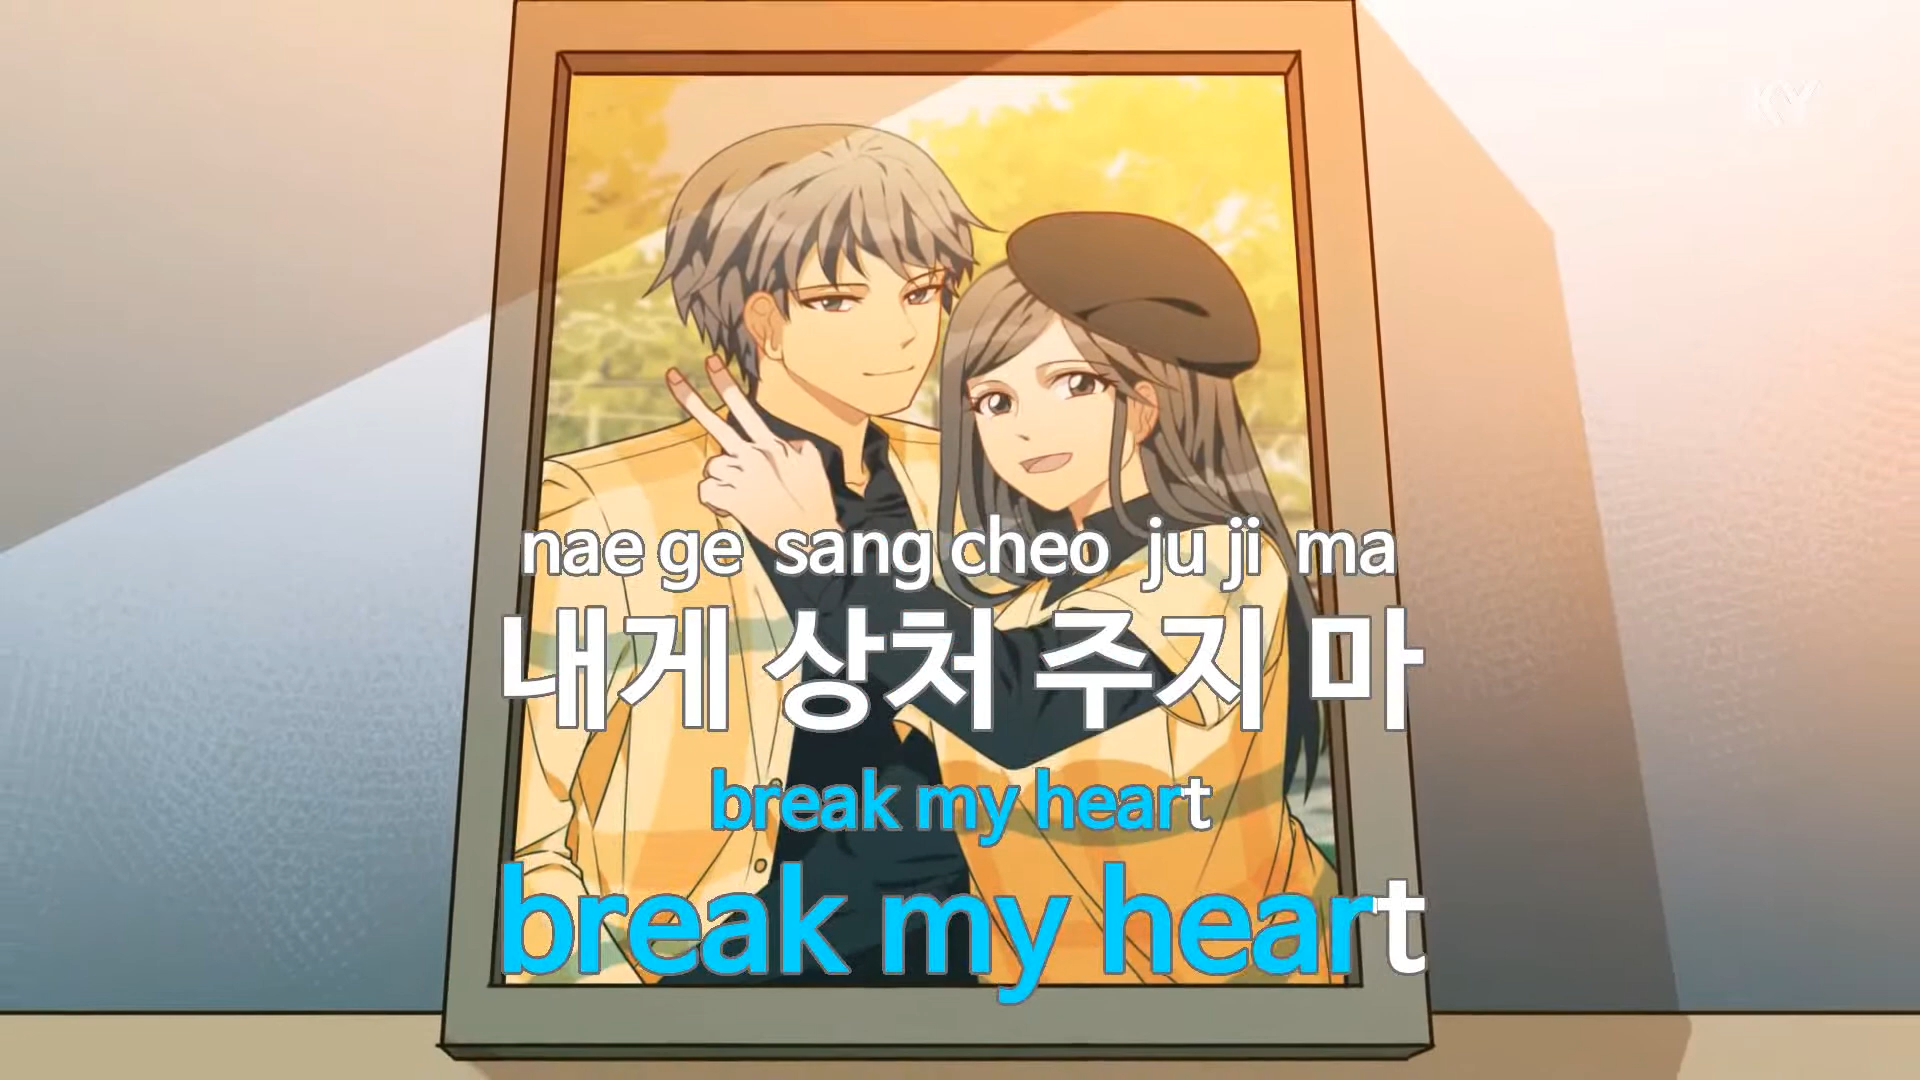 KY
nae ge sang cheo ju ji ma
내게 상처 주지 마
break my heart
break my heart